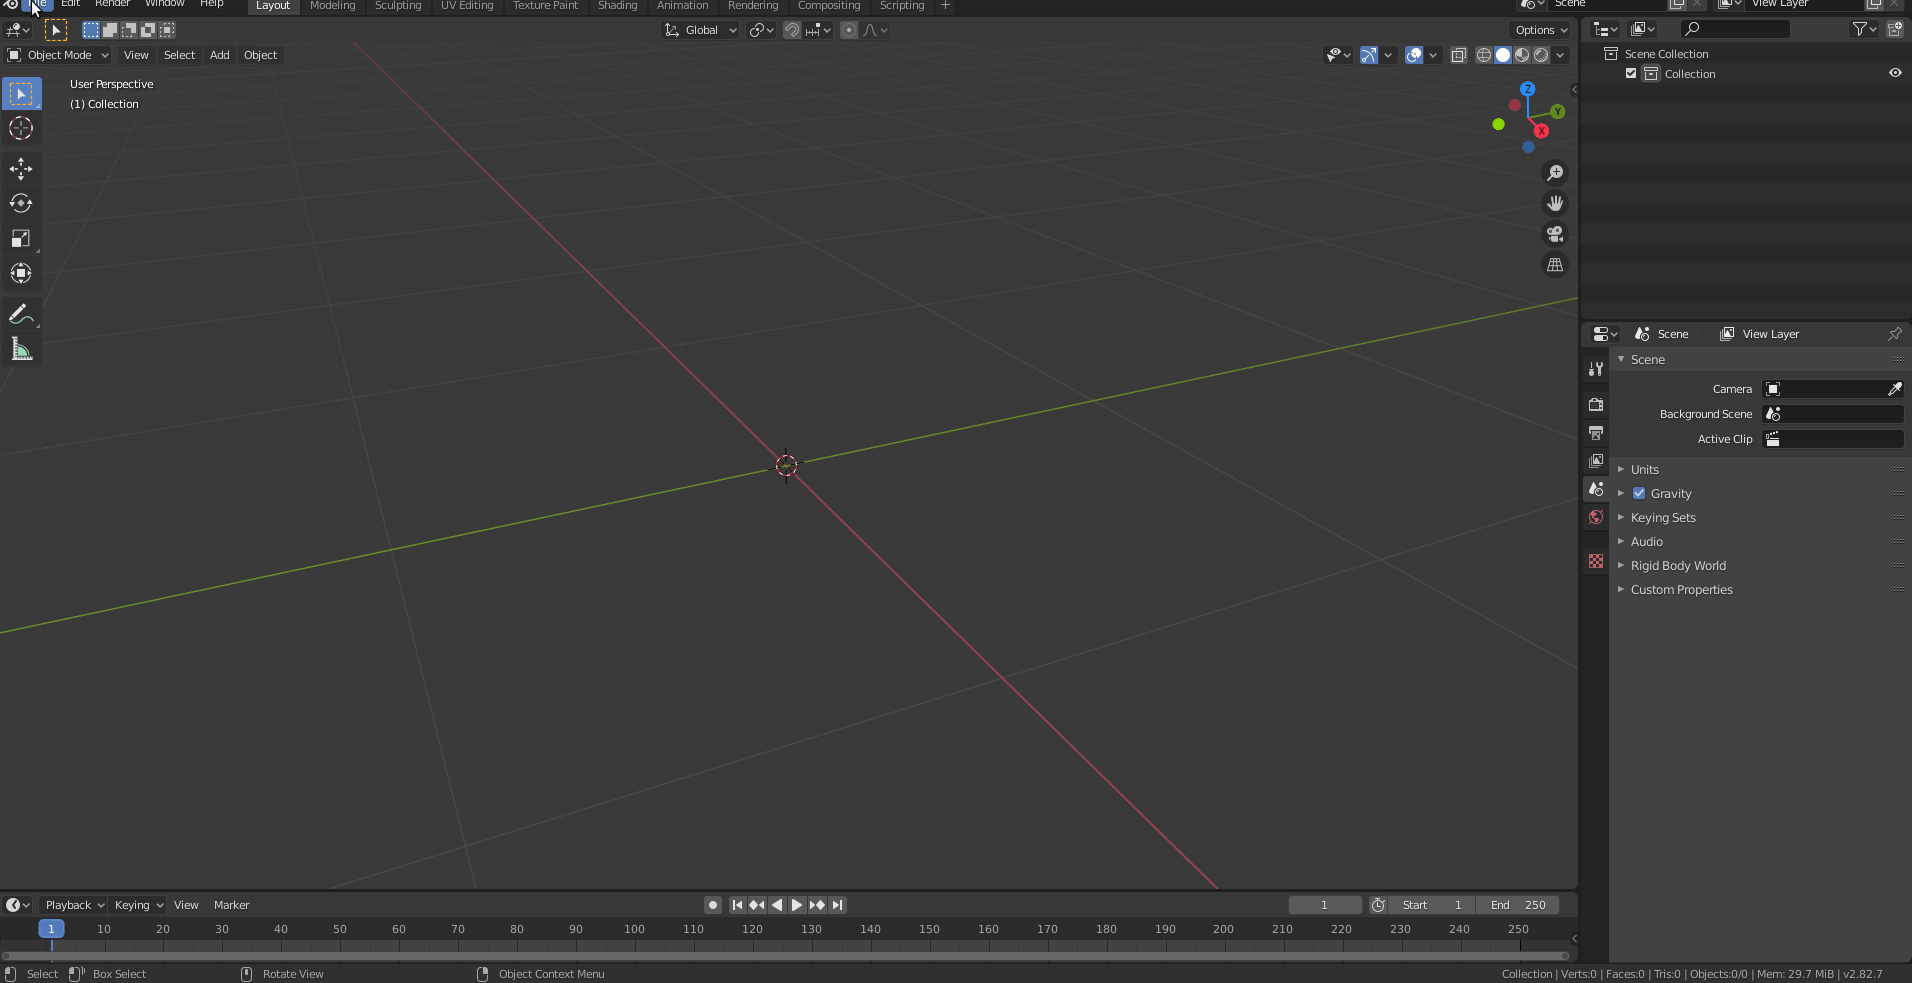 File Edit Render Window Help Layout Modeling Sculpting UV Editing Texture Paint Shading Animation Rendering Compositing Scripting + Scene View Layer
Global Options
Object Mode View Select Add Object
User Perspective
(1) Collection
Z
Y
X
Scene Collection
Collection
Scene View Layer
Scene
Camera
Background Scene
Active Clip
Units
Gravity
Keying Sets
Audio
Rigid Body World
Custom Properties
Playback Keying View Marker 1 Start 1 End 250
1 10 20 30 40 50 60 70 80 90 100 110 120 130 140 150 160 170 180 190 200 210 220 230 240 250
Select Box Select Rotate View Object Context Menu Collection | Verts:0 | Faces:0 | Tris:0 | Objects:0/0 | Mem: 29.7 MiB | v2.82.7